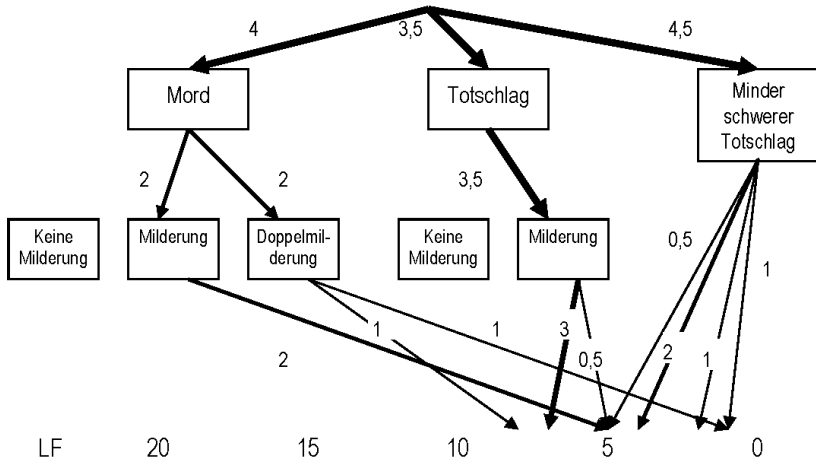 4 3,5 4,5
Mord Totschlag Minder
schwerer
Totschlag
2 2 3,5
Keine
Milderung
Milderung
Doppelmil-
derung
Keine
Milderung
Milderung
0,5
1
2 1 1 3 0,5 2 1
LF 20 15 10 5 0